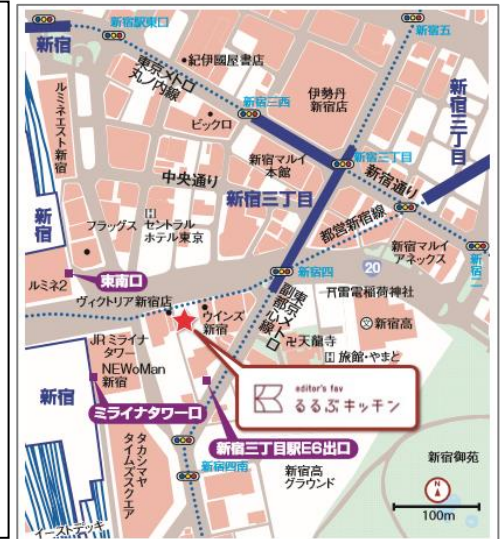 新宿駅東口
新宿五
新宿
紀伊國屋書店
東京メトロ
丸ノ内線
伊勢丹
新宿店
ルミネエスト新宿
新宿三西
ビックロ
新宿三丁目
新宿三丁目
新宿マルイ
本館
新宿通り
中央通り
新宿三丁目
都営新宿線
新宿
フラッグス
H
セントラル
ホテル東京
新宿マルイ
アネックス
新宿二
東南口
新宿四
20
ルミネ2
ヴィクトリア新宿店
ウインズ
新宿
東京メトロ
副都心線
雷電稲荷神社
新宿高
卍天龍寺
JRミライナ
タワー
NEWoMan
新宿
H 旅館・やまと
新宿
ミライナタワー口
editor's fav
るるぶキッチン
新宿三丁目駅E6出口
タカシマヤ
タイムズスクエア
新宿四南
新宿高
グラウンド
新宿御苑
N
100m
イーストデッキ